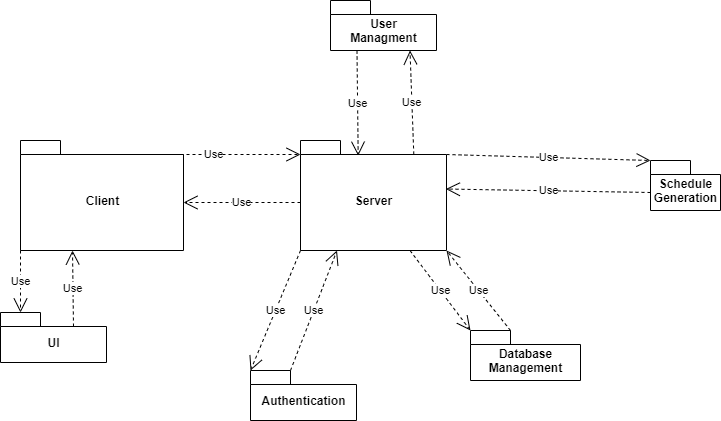 User
Managment
Use
Use
Use
Use
Client
Use
Server
Use
Schedule
Generation
Use
Use
Use
Use
Use
Use
Use
UI
Database
Management
Authentication